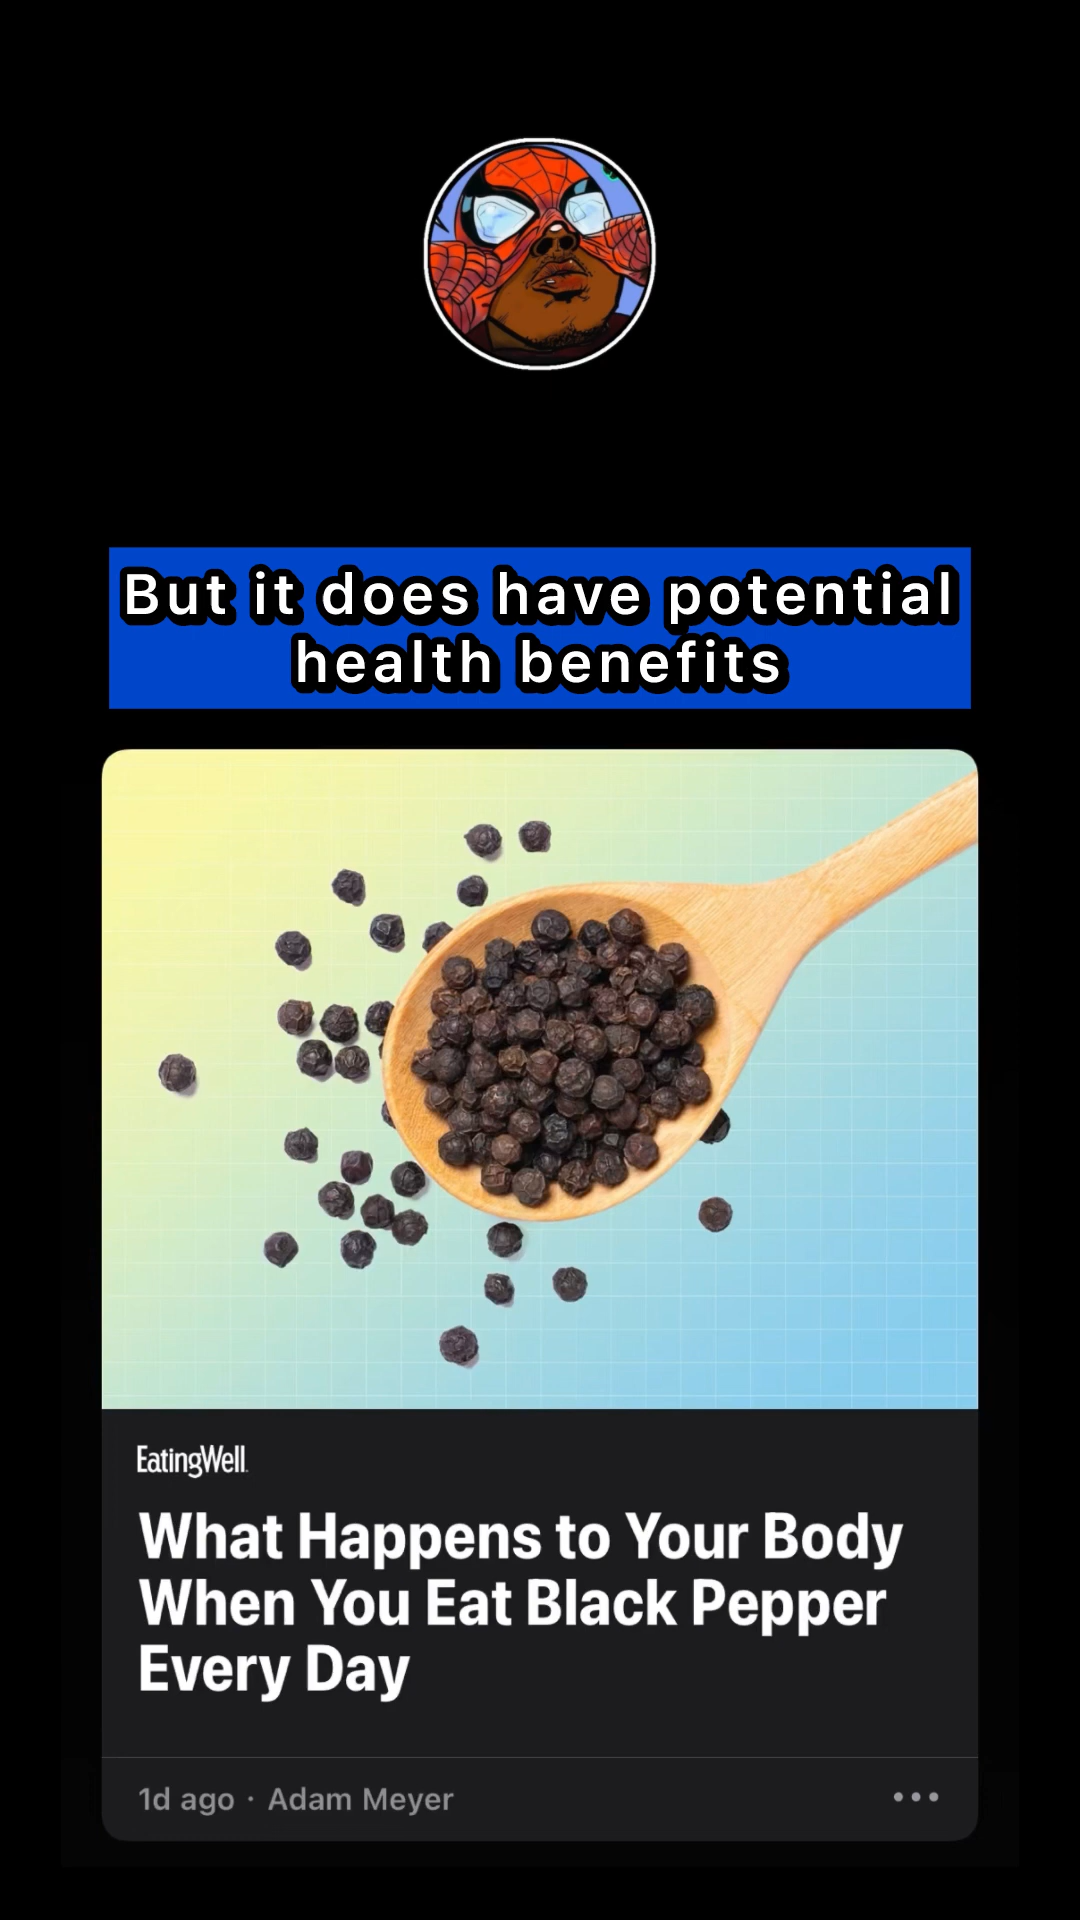 But it does have potential
health benefits
EatingWell
What Happens to Your Body
When You Eat Black Pepper
Every Day
1d ago · Adam Meyer